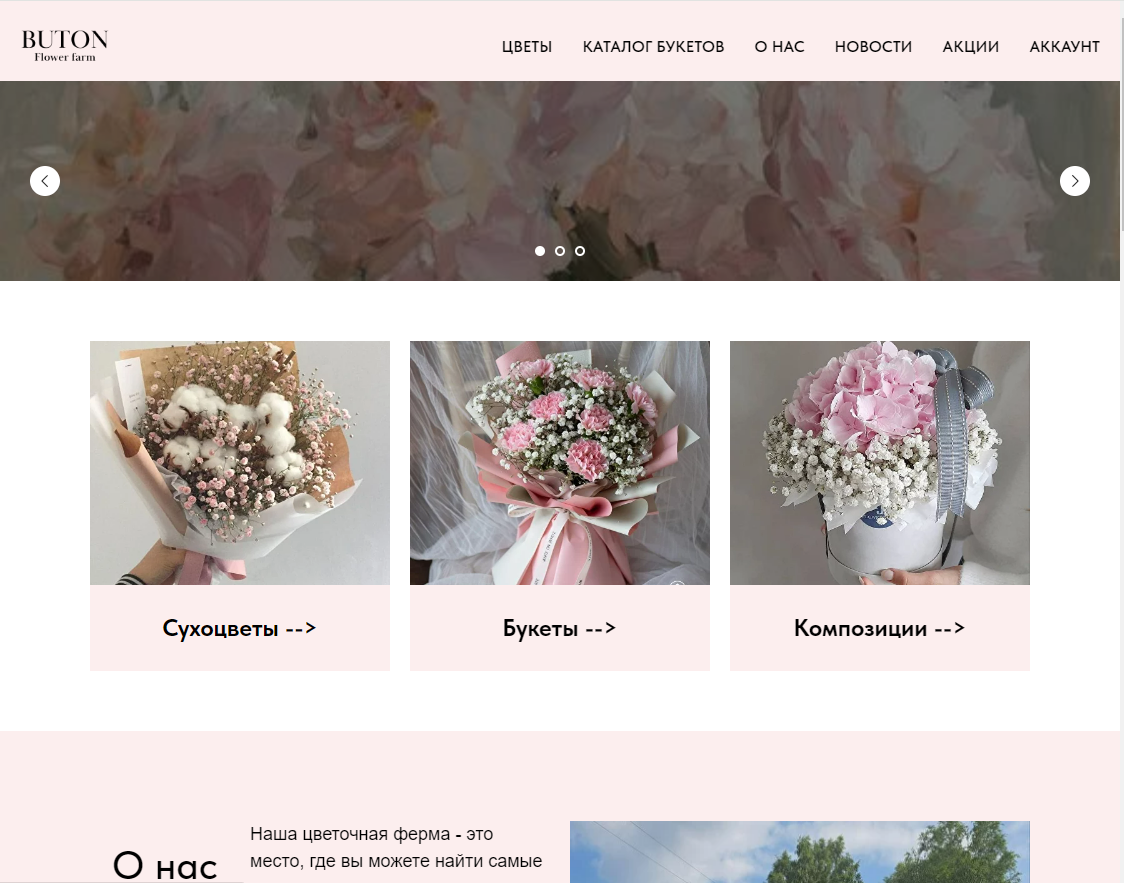 BUTON
Flower farm
ЦВЕТЫ
КАТАЛОГ БУКЕТОВ
О НАС
НОВОСТИ
АКЦИИ
АККАУНТ
Сухоцветы -->
Букеты -->
Композиции -->
О нас
Наша цветочная ферма - это
место, где вы можете найти самые